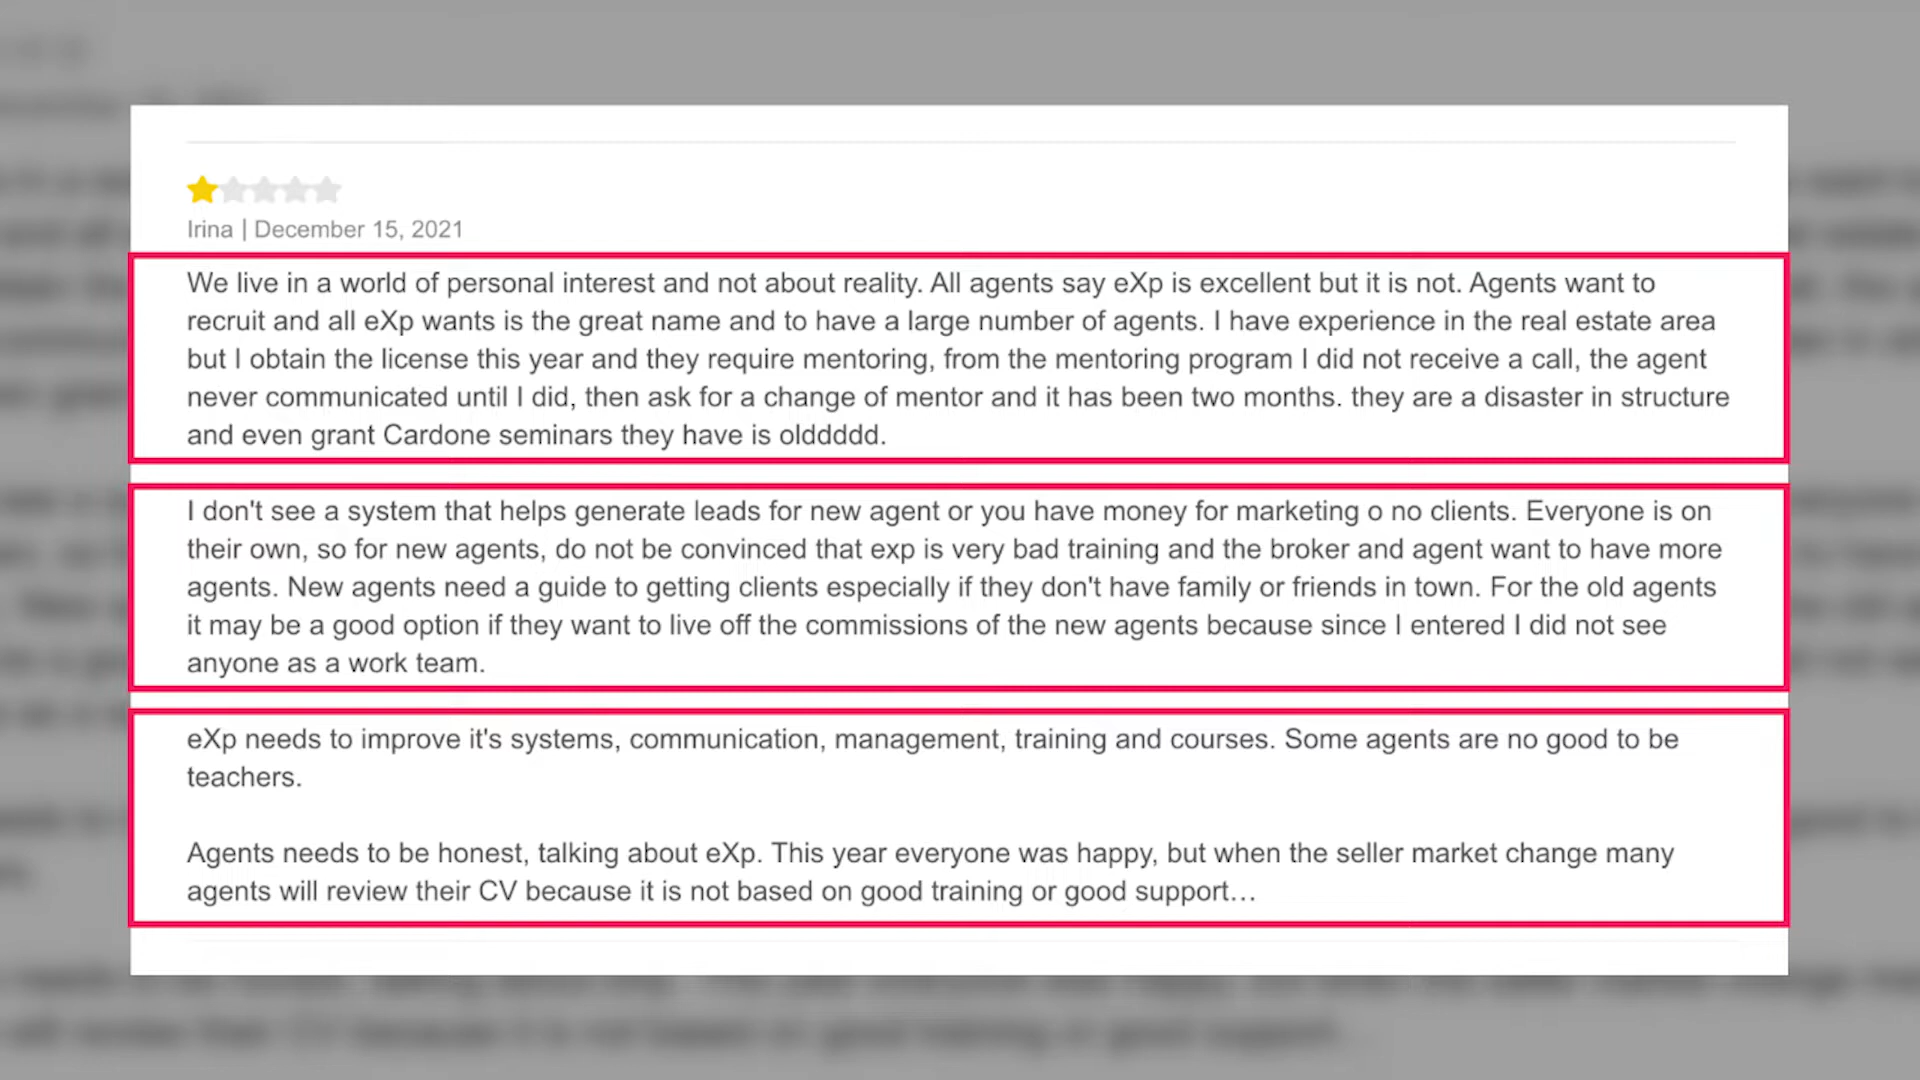 Irina | December 15, 2021
We live in a world of personal interest and not about reality. All agents say eXp is excellent but it is not. Agents want to
recruit and all eXp wants is the great name and to have a large number of agents. I have experience in the real estate area
but I obtain the license this year and they require mentoring, from the mentoring program I did not receive a call, the agent
never communicated until I did, then ask for a change of mentor and it has been two months. they are a disaster in structure
and even grant Cardone seminars they have is olddddd.
I don't see a system that helps generate leads for new agent or you have money for marketing o no clients. Everyone is on
their own, so for new agents, do not be convinced that exp is very bad training and the broker and agent want to have more
agents. New agents need a guide to getting clients especially if they don't have family or friends in town. For the old agents
it may be a good option if they want to live off the commissions of the new agents because since I entered I did not see
anyone as a work team.
eXp needs to improve it's systems, communication, management, training and courses. Some agents are no good to be
teachers.
Agents needs to be honest, talking about eXp. This year everyone was happy, but when the seller market change many
agents will review their CV because it is not based on good training or good support…